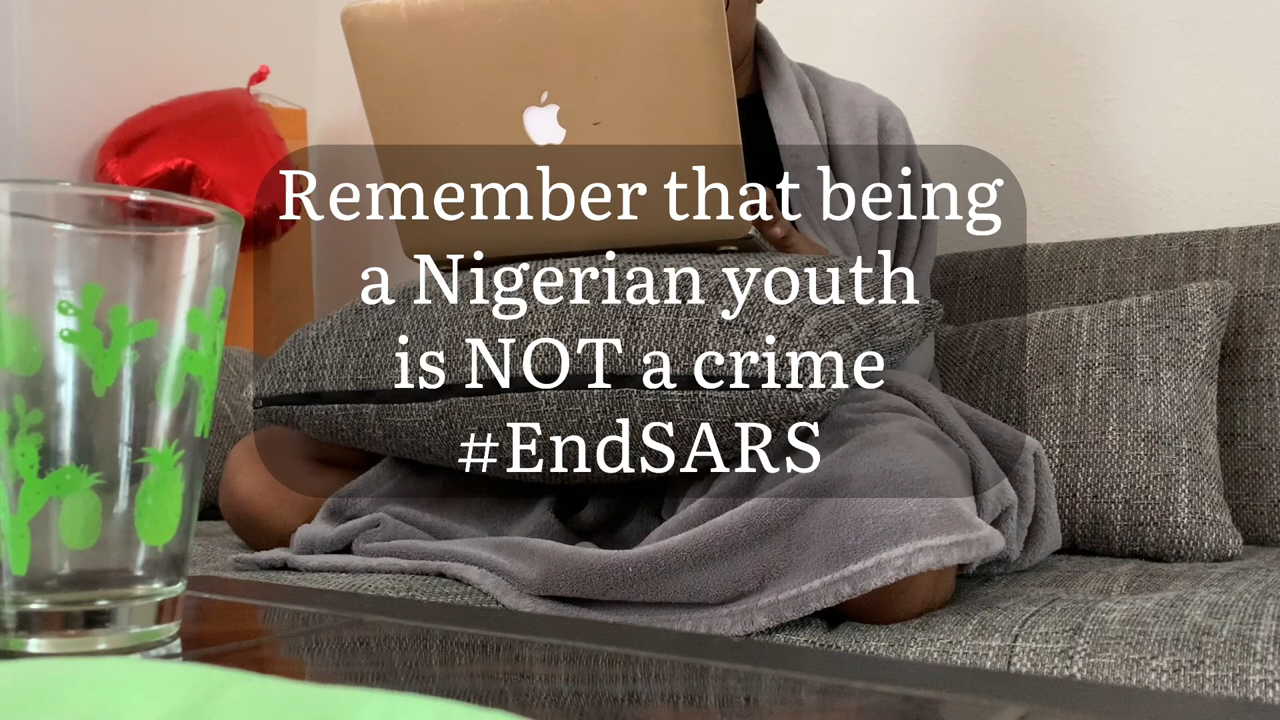 Remember that being
a Nigerian youth
is NOT a crime
#EndSARS